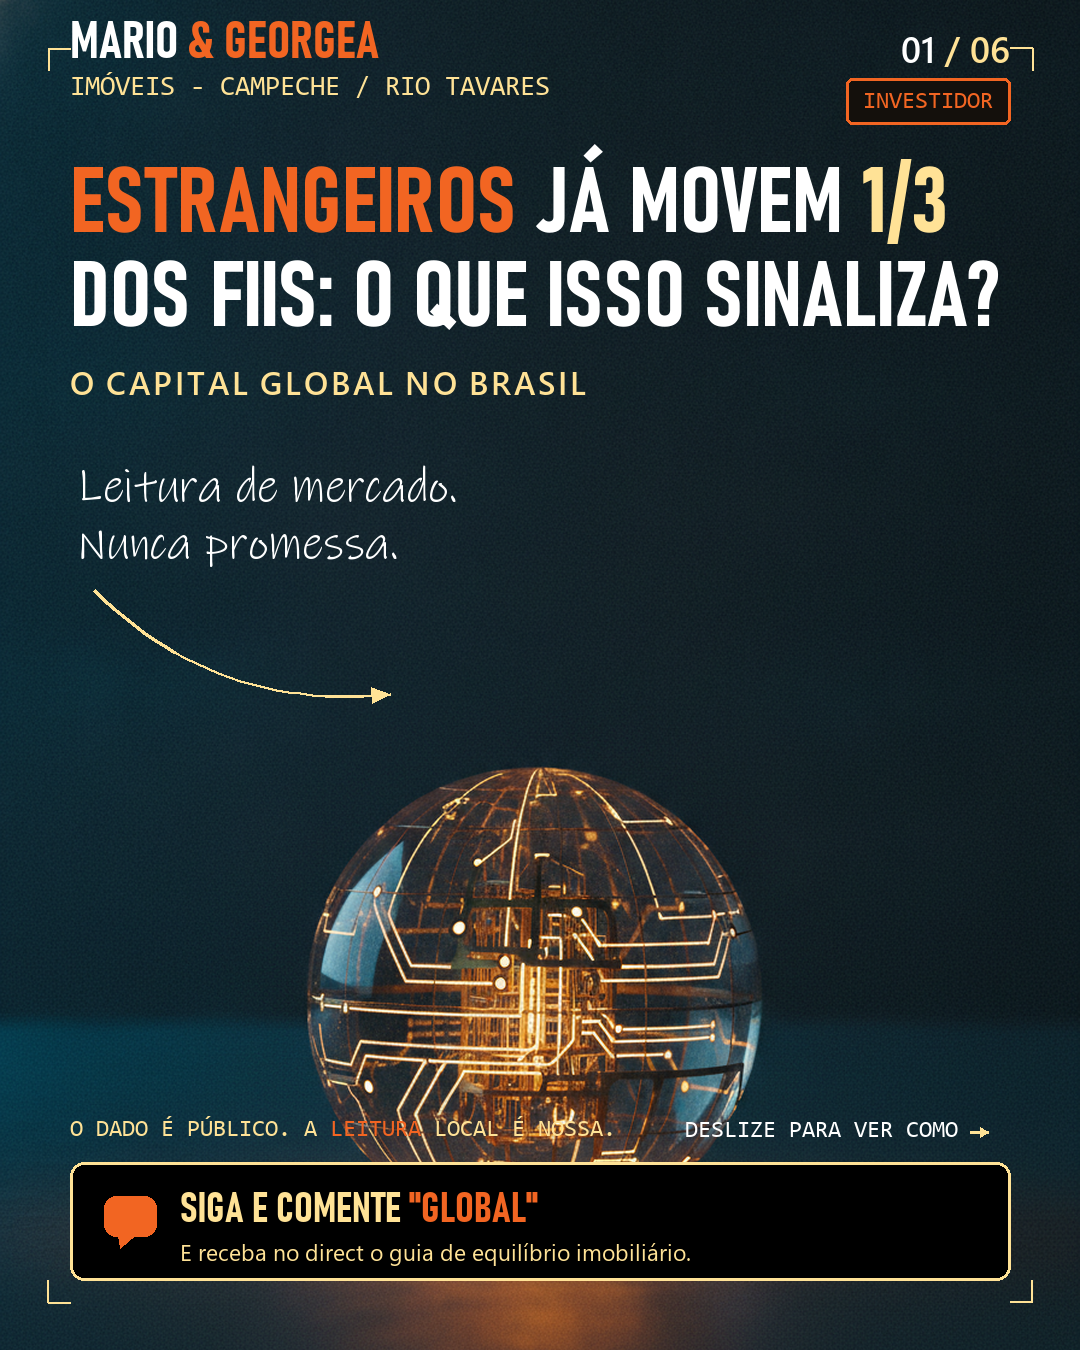 MARIO & GEORGEA
IMÓVEIS - CAMPECHE / RIO TAVARES
01 / 06
INVESTIDOR
ESTRANGEIROS JÁ MOVEM 1/3
DOS FIIS: O QUE ISSO SINALIZA?
O CAPITAL GLOBAL NO BRASIL
Leitura de mercado.
Nunca promessa.
O DADO É PÚBLICO. A LEITURA LOCAL É NOSSA.
DESLIZE PARA VER COMO
SIGA E COMENTE "GLOBAL"
E receba no direct o guia de equilíbrio imobiliário.